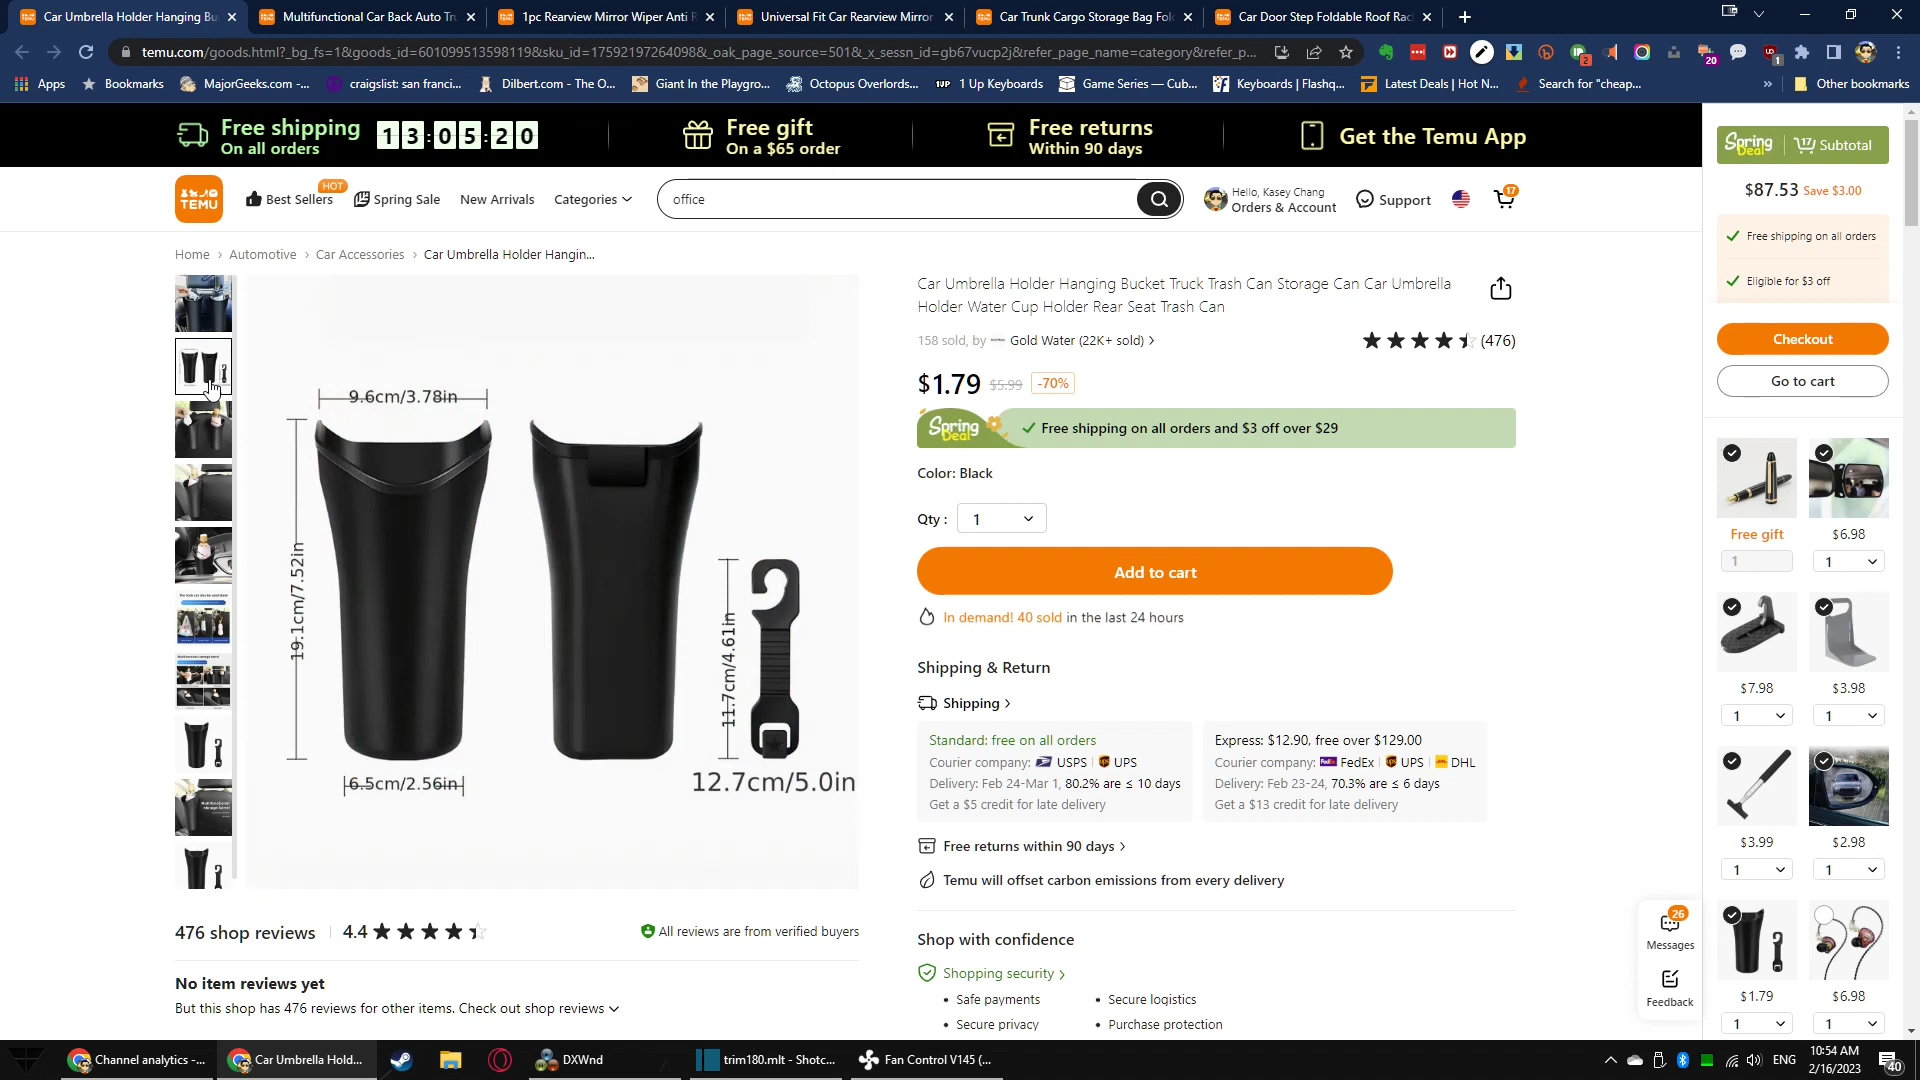 Car Umbrella Holder Hanging Bu
Multifunctional Car Back Auto Tru
1pc Rearview Mirror Wiper Anti R
Universal Fit Car Rearview Mirror
Car Trunk Cargo Storage Bag Fol
Car Door Step Foldable Roof Rac
temu.com/goods.html?_bg_fs=1&goods_id=601099513598119&sku_id=17592197264098&_oak_page_source=501&_x_sessn_id=gb67vucp2j&refer_page_name=category&refer_p...
Apps
Bookmarks
MajorGeeks.com -...
craigslist: san franci...
Dilbert.com - The O...
Giant In the Playgro...
Octopus Overlords...
1UP 1 Up Keyboards
Game Series — Cub...
Keyboards | Flashq...
Latest Deals | Hot N...
Search for "cheap...
»
Other bookmarks
Free shipping
On all orders
13:05:20
Free gift
On a $65 order
Free returns
Within 90 days
Get the Temu App
TEMU
Best Sellers
HOT
Spring Sale
New Arrivals
Categories
office
Hello, Kasey Chang
Orders & Account
Support
17
Home › Automotive › Car Accessories › Car Umbrella Holder Hangin...
9.6cm/3.78in
19.1cm/7.52in
6.5cm/2.56in
11.7cm/4.61in
12.7cm/5.0in
Car Umbrella Holder Hanging Bucket Truck Trash Can Storage Can Car Umbrella
Holder Water Cup Holder Rear Seat Trash Can
158 sold, by Gold Water (22K+ sold) >
(476)
$1.79 $5.99 -70%
Spring Deal
Free shipping on all orders and $3 off over $29
Color: Black
Qty :
1
Add to cart
In demand! 40 sold in the last 24 hours
Shipping & Return
Shipping >
Standard: free on all orders
Courier company: USPS | UPS
Delivery: Feb 24-Mar 1, 80.2% are ≤ 10 days
Get a $5 credit for late delivery
Express: $12.90, free over $129.00
Courier company: FedEx | UPS | DHL
Delivery: Feb 23-24, 70.3% are ≤ 6 days
Get a $13 credit for late delivery
Free returns within 90 days >
Temu will offset carbon emissions from every delivery
476 shop reviews
4.4
All reviews are from verified buyers
No item reviews yet
But this shop has 476 reviews for other items. Check out shop reviews
Shop with confidence
Shopping security >
• Safe payments
• Secure logistics
• Secure privacy
• Purchase protection
Spring Deal
17
Subtotal
$87.53 Save $3.00
Free shipping on all orders
Eligible for $3 off
Checkout
Go to cart
Free gift
$6.98
1
1
$7.98
$3.98
1
1
$3.99
$2.98
1
1
$1.79
$6.98
1
1
26
Messages
Feedback
Channel analytics -...
Car Umbrella Hold...
DXWnd
trim180.mlt - Shotc...
Fan Control V145 (...
ENG
10:54 AM
2/16/2023
40